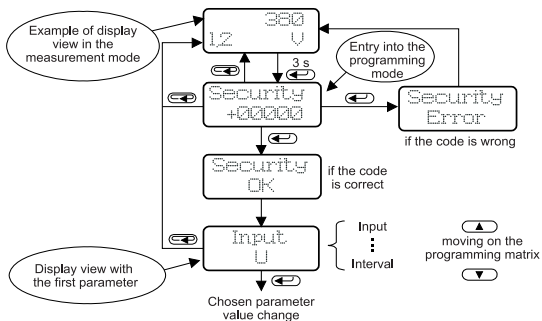 Example of display
view in the
measurement mode
380
1,2 V
3 s
Entry into the
programming
mode
Security
+00000
Security
Error
if the code is wrong
Security
OK
if the code
is correct
Input
U
Input
Interval
moving on the
programming matrix
Display view with
the first parameter
Chosen parameter
value change